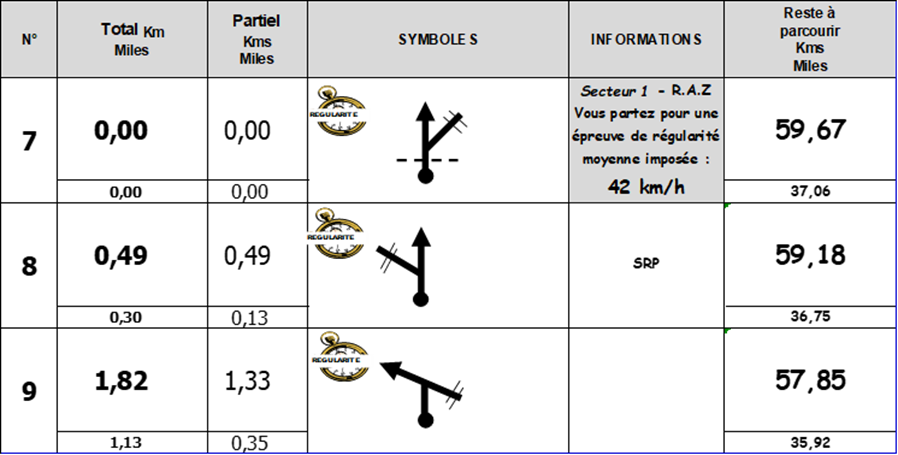 N°
Total Km
Miles
Partiel
Kms
Miles
SYMBOLES
INFORMATIONS
Reste à
parcourir
Kms
Miles
7
0,00
0,00
REGULARITE
Secteur 1 - R.A.Z
Vous partez pour une
épreuve de régularité
moyenne imposée :
42 km/h
59,67
0,00
0,00
37,06
8
0,49
0,49
REGULARITE
SRP
59,18
0,30
0,13
36,75
9
1,82
1,33
REGULARITE
57,85
1,13
0,35
35,92